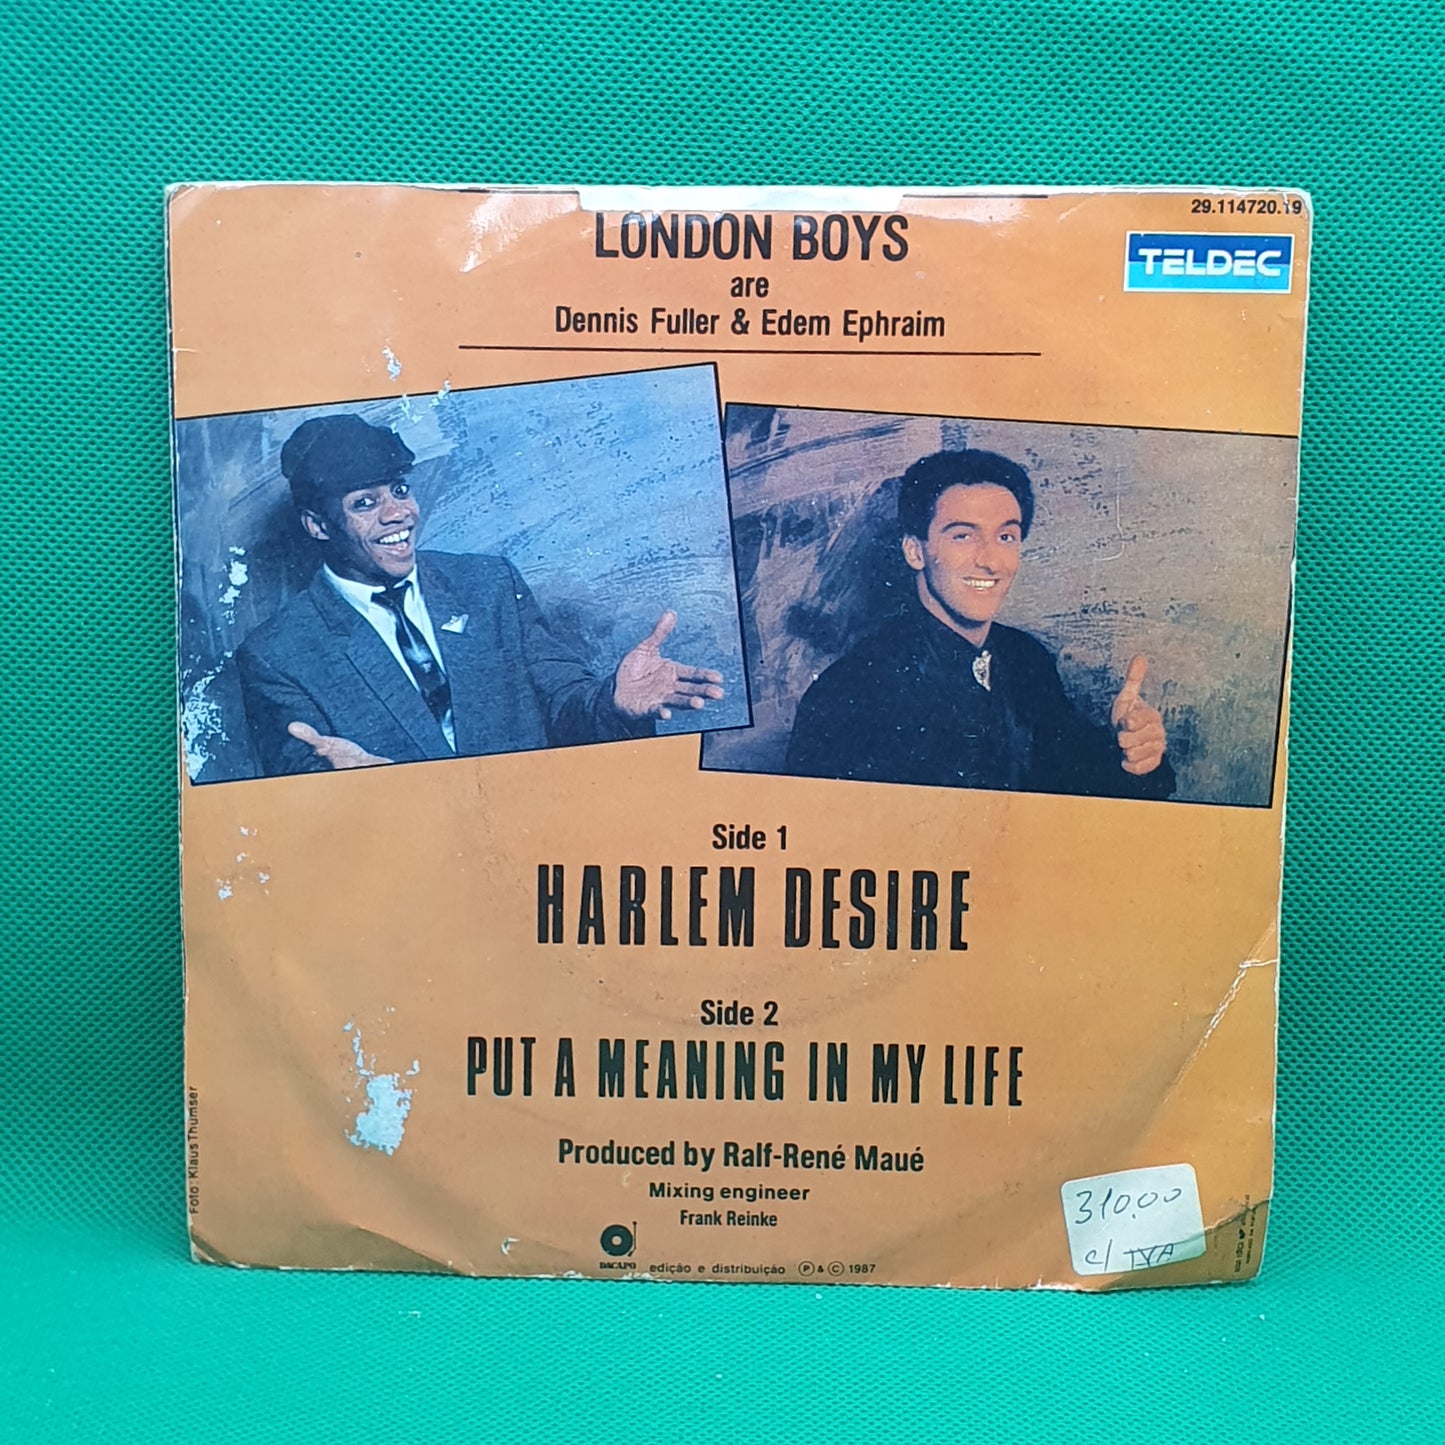 29.114720.19
TELDEC
LONDON BOYS
are
Dennis Fuller & Edem Ephraim
Side 1
HARLEM DESIRE
Side 2
PUT A MEANING IN MY LIFE
Produced by Ralf-René Maué
Mixing engineer
Frank Reinke
DACAPO
edição e distribuição Ⓟ & © 1987
Foto: Klaus Thumser
310.00
c/ IVA